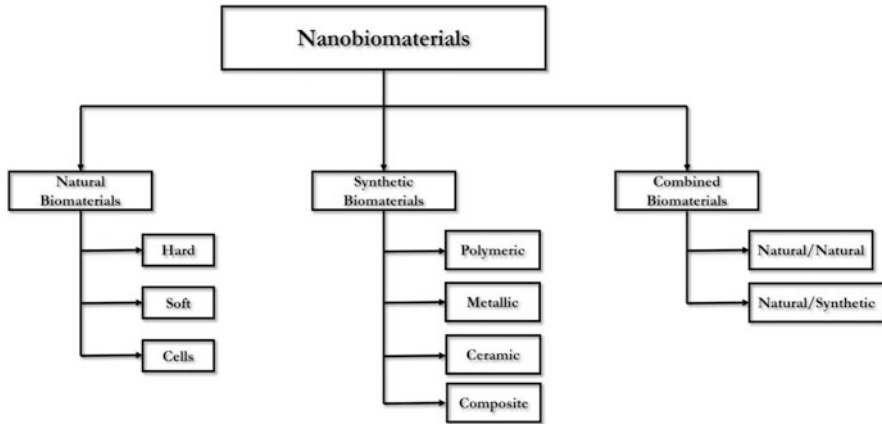 Nanobiomaterials
Natural
Biomaterials
Hard
Soft
Cells
Synthetic
Biomaterials
Polymeric
Metallic
Ceramic
Composite
Combined
Biomaterials
Natural/Natural
Natural/Synthetic